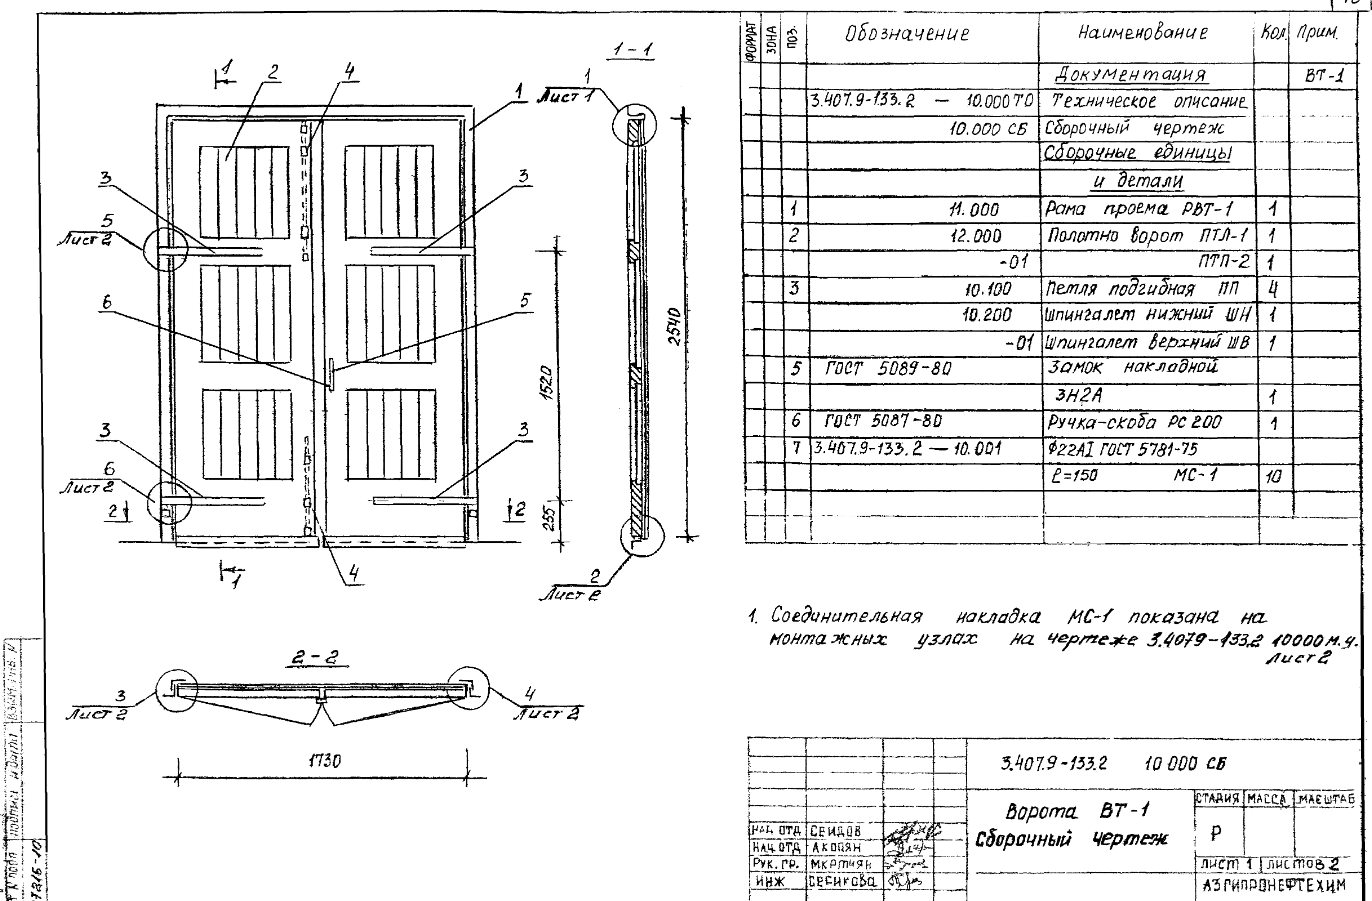 1
2
4
1
3
3
5
Лист 2
6
5
3
3
6
Лист 2
2
2
1
4
1520
255
1-1
1
Лист 1
2540
2
Лист 2
2-2
3
Лист 2
4
Лист 2
1730
ФОРМАТ ЗОНА ПОЗ. Обозначение Наименование Кол. Прим.
Документация ВТ-1
3.407.9-133.2 — 10.000 ТО Техническое описание
10.000 СБ Сборочный чертеж
Сборочные единицы
и детали
1 11.000 Рама проема РВТ-1 1
2 12.000 Полотно ворот ПТЛ-1 1
-01 ПТП-2 1
3 10.100 Петля подгидная ПП 4
10.200 Шпингалет нижний ШН 1
-01 Шпингалет верхний ШВ 1
5 ГОСТ 5089-80 Замок накладной
ЗН2А 1
6 ГОСТ 5087-80 Ручка-скоба РС 200 1
7 3.407.9-133.2 — 10.001 ф22АI ГОСТ 5781-75
ℓ=150 МС-1 10
1. Соединительная накладка МС-1 показана на
монтажных узлах на чертеже 3.4079-133.2 10000 м.у.
Лист 2
3.407.9-133.2 10 000 СБ
Ворота ВТ-1
Сборочный чертеж
СТАДИЯ МАССА МАСШТАБ
Р
ЛИСТ 1 ЛИСТОВ 2
АЗГИПРОНЕФТЕХИМ
НАЧ. ОТД СЕИДОВ
НАЧ. ОТД АКОПЯН
РУК. ГР. МКРТЧЯН
ИНЖ
ВЗАМ. ИНВ. №
ПОДПИСЬ И ДАТА
7216-10